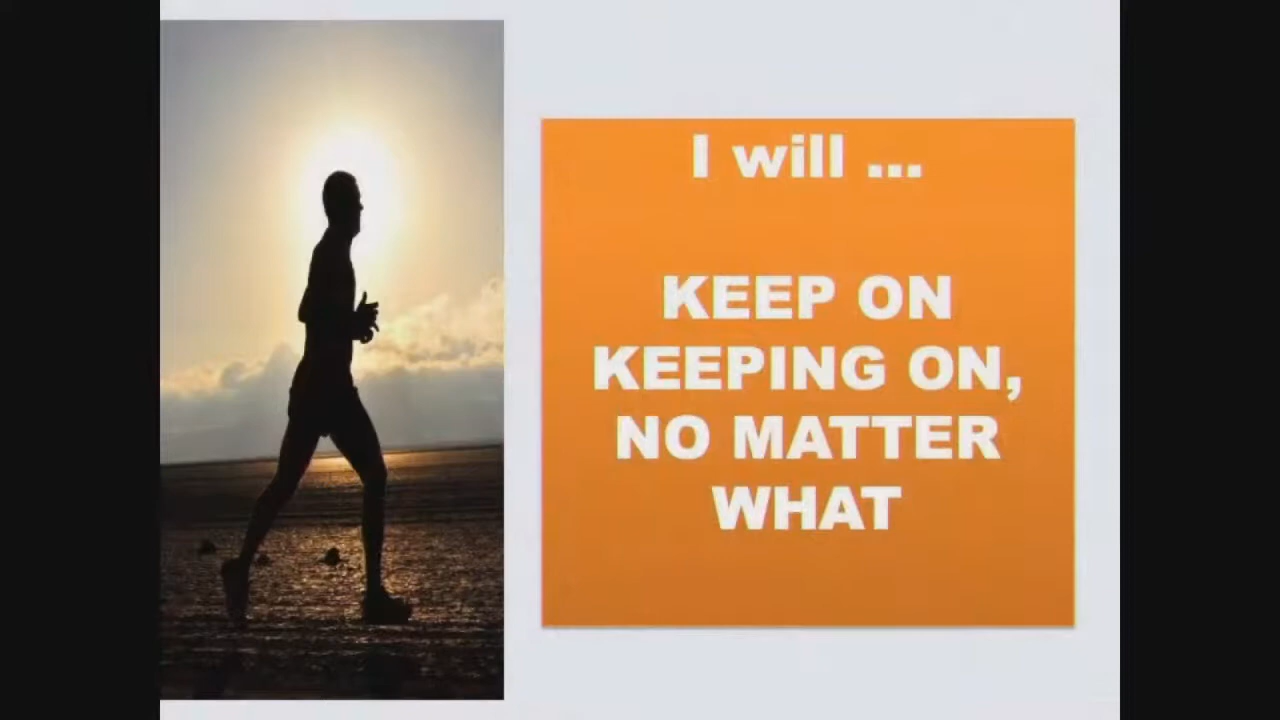 I will ...
KEEP ON
KEEPING ON,
NO MATTER
WHAT